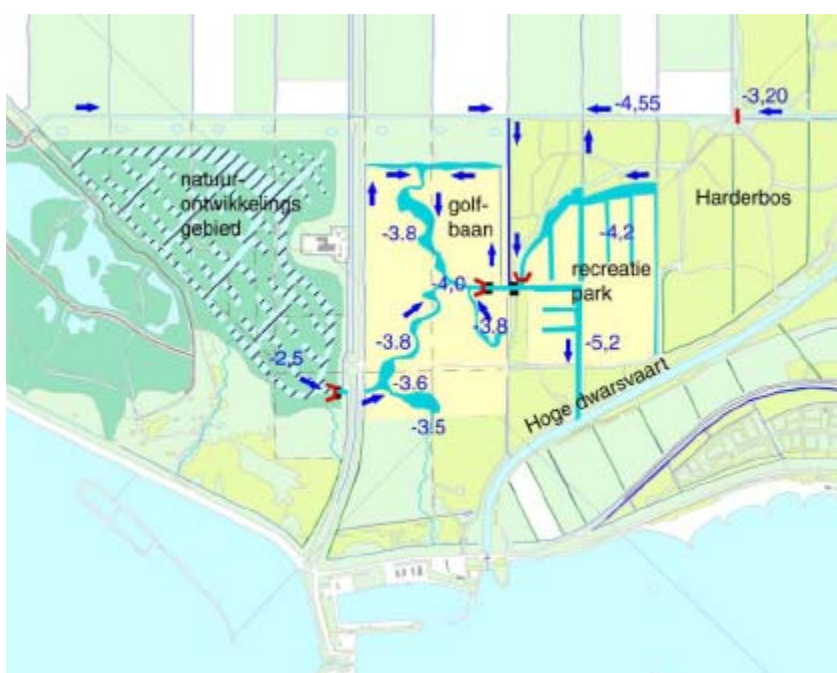 -4,55
-3,20
natuur-
ontwikkelings
gebied
golf-
baan
Harderbos
-3.8
-4,2
recreatie
park
-4,0
-3,8
-3.8
-5,2
-2,5
-3.6
-3.5
Hoge dwarsvaart